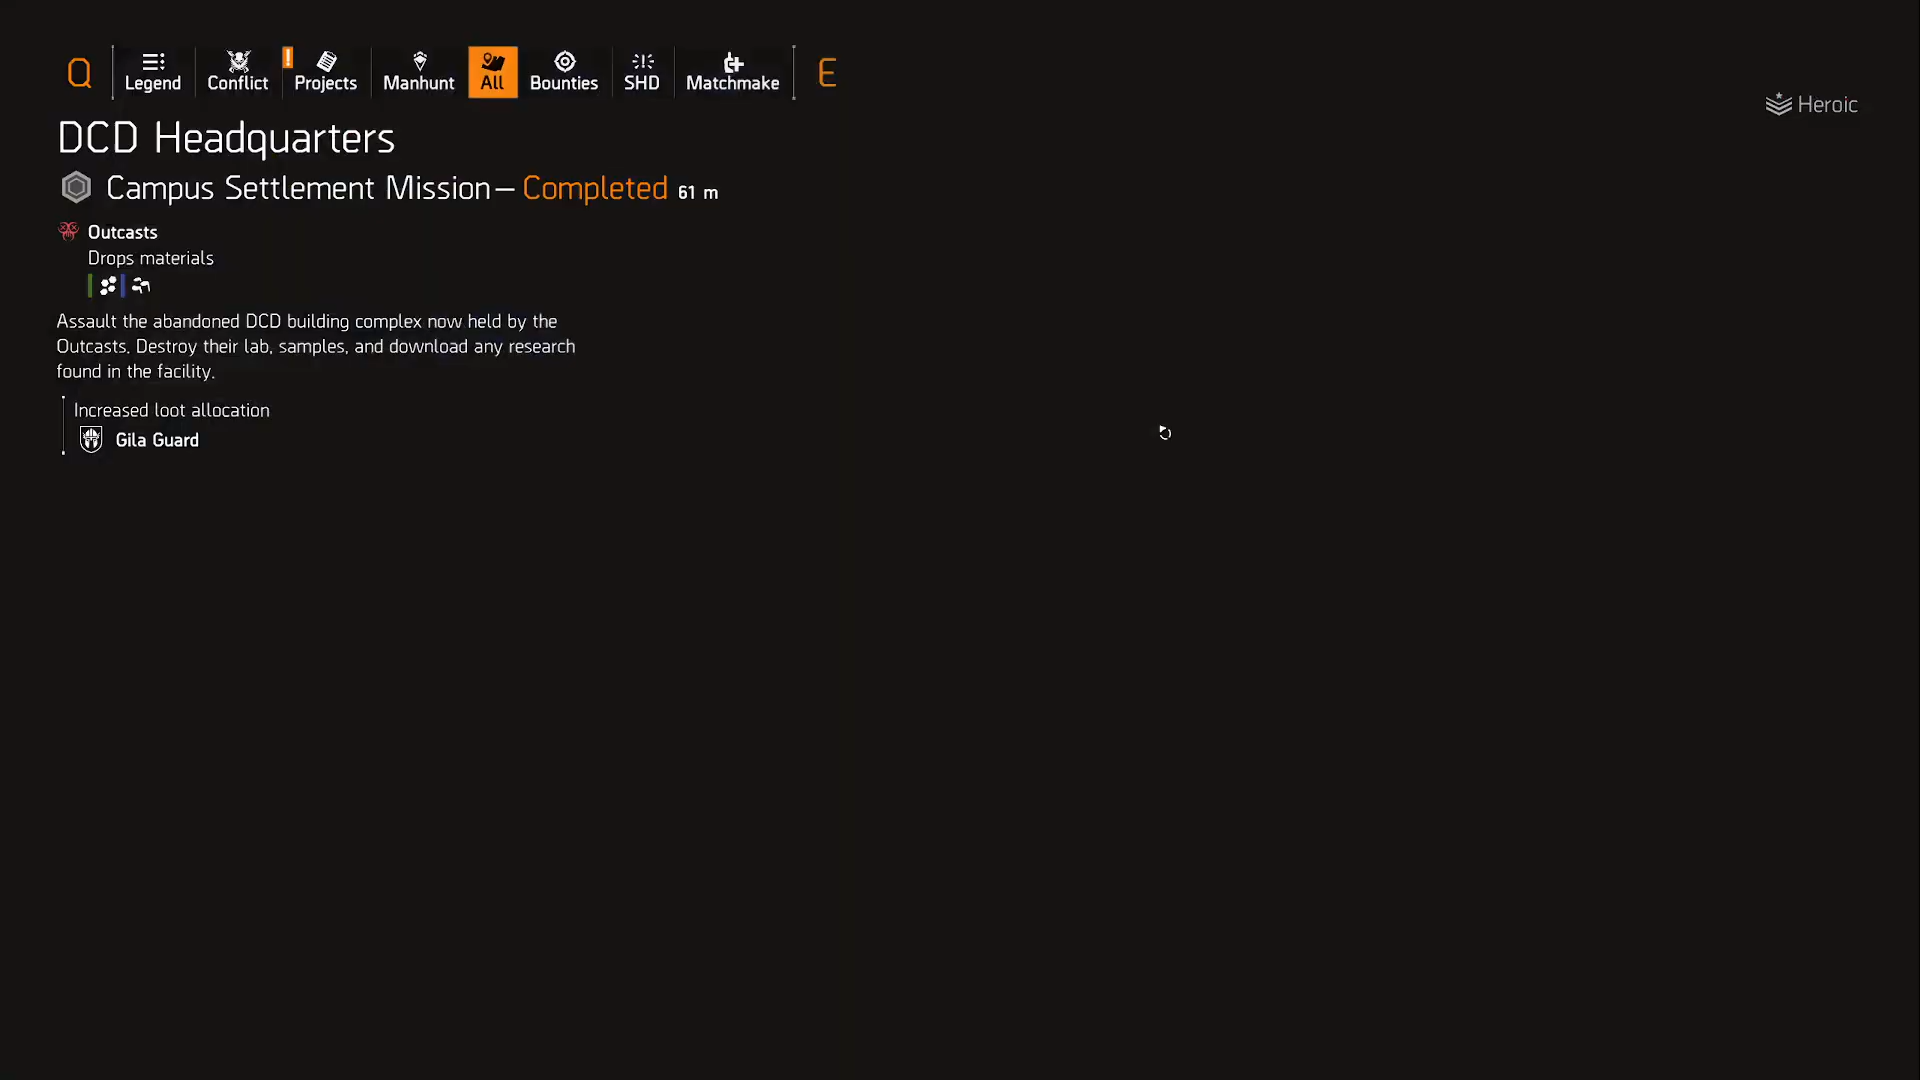 Q Legend Conflict ! Projects Manhunt All Bounties SHD Matchmake E
Heroic
DCD Headquarters
Campus Settlement Mission— Completed 61 m
Outcasts
Drops materials
Assault the abandoned DCD building complex now held by the
Outcasts. Destroy their lab, samples, and download any research
found in the facility.
Increased loot allocation
Gila Guard